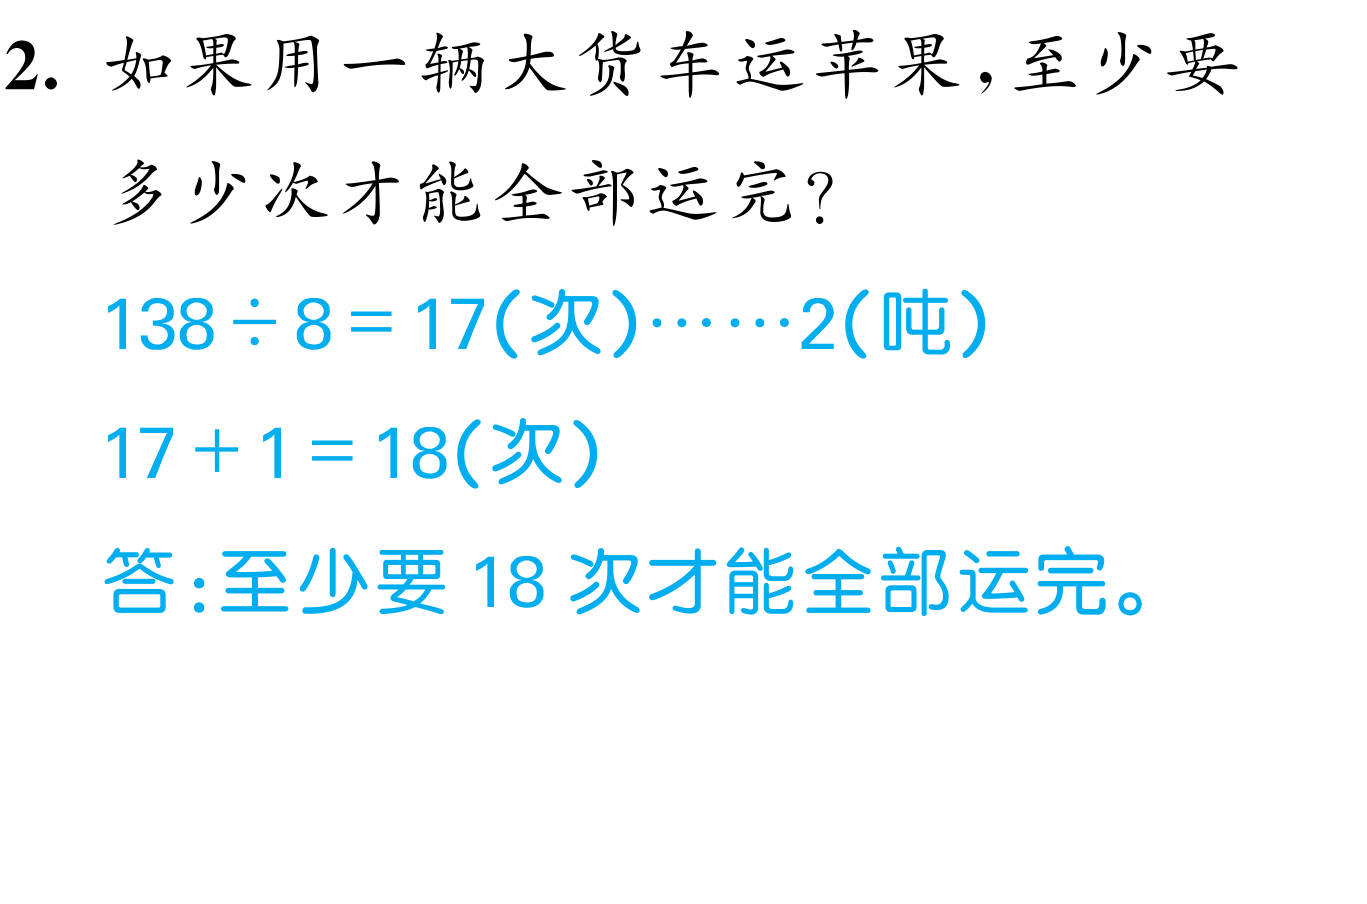 2. 如果用一辆大货车运苹果,至少要
多少次才能全部运完?
138÷8=17(次)……2(吨)
17+1=18(次)
答:至少要 18 次才能全部运完。